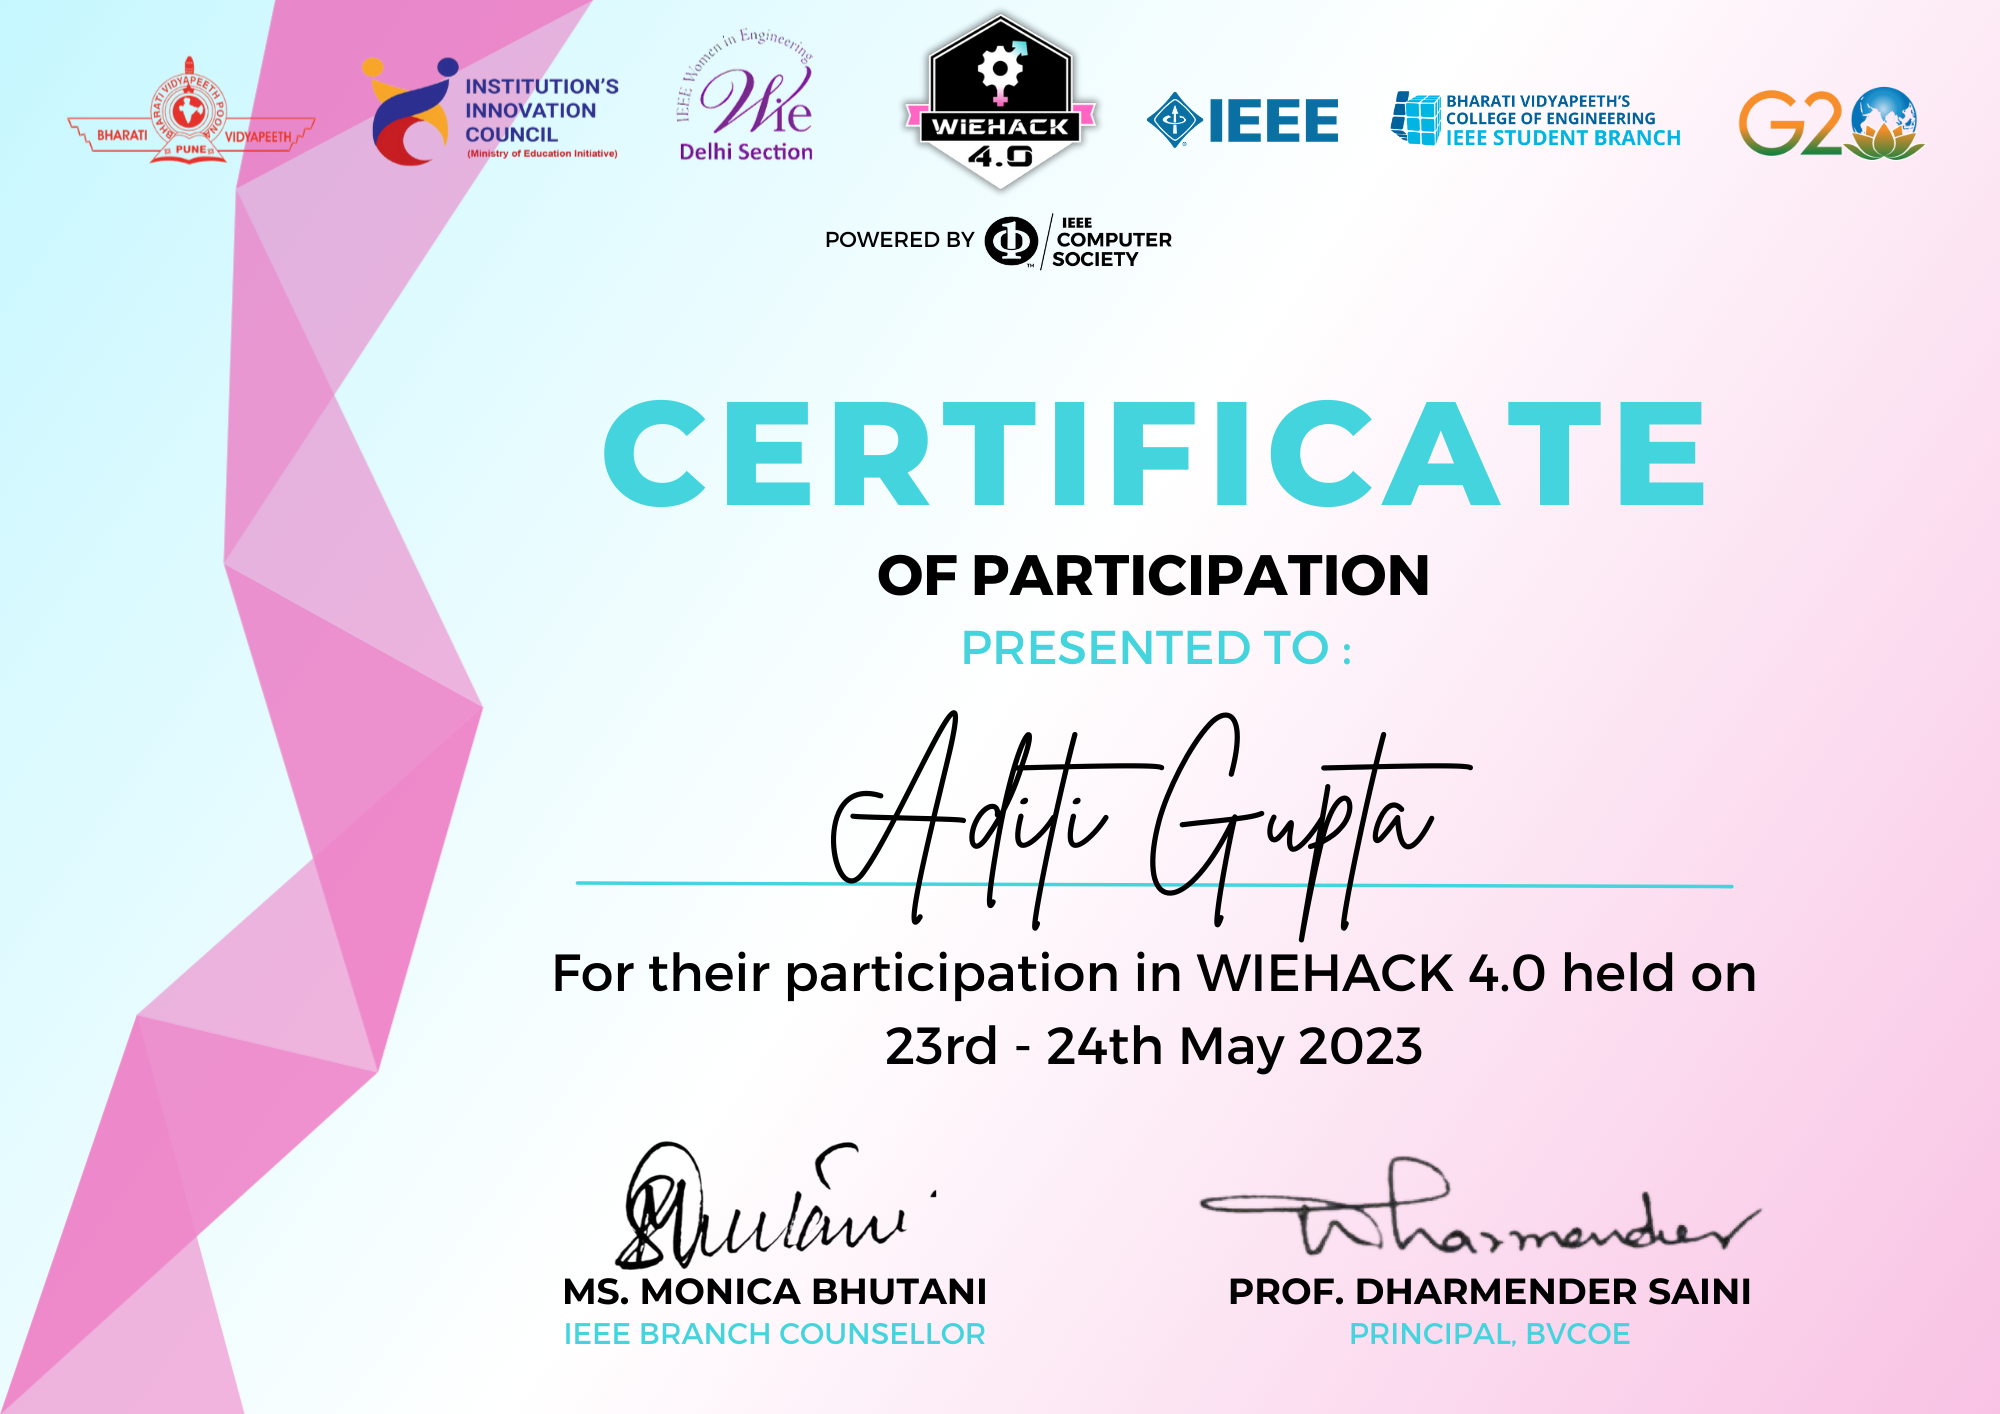 BHARATI VIDYAPEETH
BHARATI VIDYAPEETH POONA
PUNE
INSTITUTION'S
INNOVATION
COUNCIL
(Ministry of Education Initiative)
IEEE Women in Engineering
Wie
Delhi Section
WiEHACK
4.0
IEEE
BHARATI VIDYAPEETH'S
COLLEGE OF ENGINEERING
IEEE STUDENT BRANCH
G20
POWERED BY
IEEE
COMPUTER
SOCIETY
CERTIFICATE
OF PARTICIPATION
PRESENTED TO :
Aditi Gupta
For their participation in WIEHACK 4.0 held on
23rd - 24th May 2023
Bhutani
Dharmender
MS. MONICA BHUTANI
IEEE BRANCH COUNSELLOR
PROF. DHARMENDER SAINI
PRINCIPAL, BVCOE